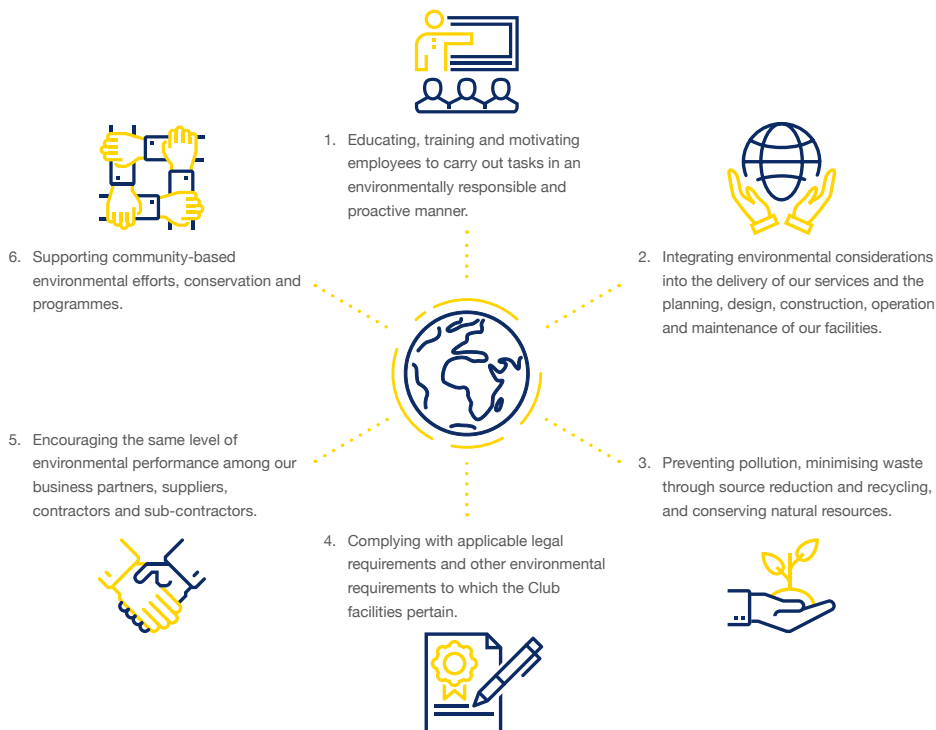 1. Educating, training and motivating
employees to carry out tasks in an
environmentally responsible and
proactive manner.
2. Integrating environmental considerations
into the delivery of our services and the
planning, design, construction, operation
and maintenance of our facilities.
3. Preventing pollution, minimising waste
through source reduction and recycling,
and conserving natural resources.
4. Complying with applicable legal
requirements and other environmental
requirements to which the Club
facilities pertain.
5. Encouraging the same level of
environmental performance among our
business partners, suppliers,
contractors and sub-contractors.
6. Supporting community-based
environmental efforts, conservation and
programmes.